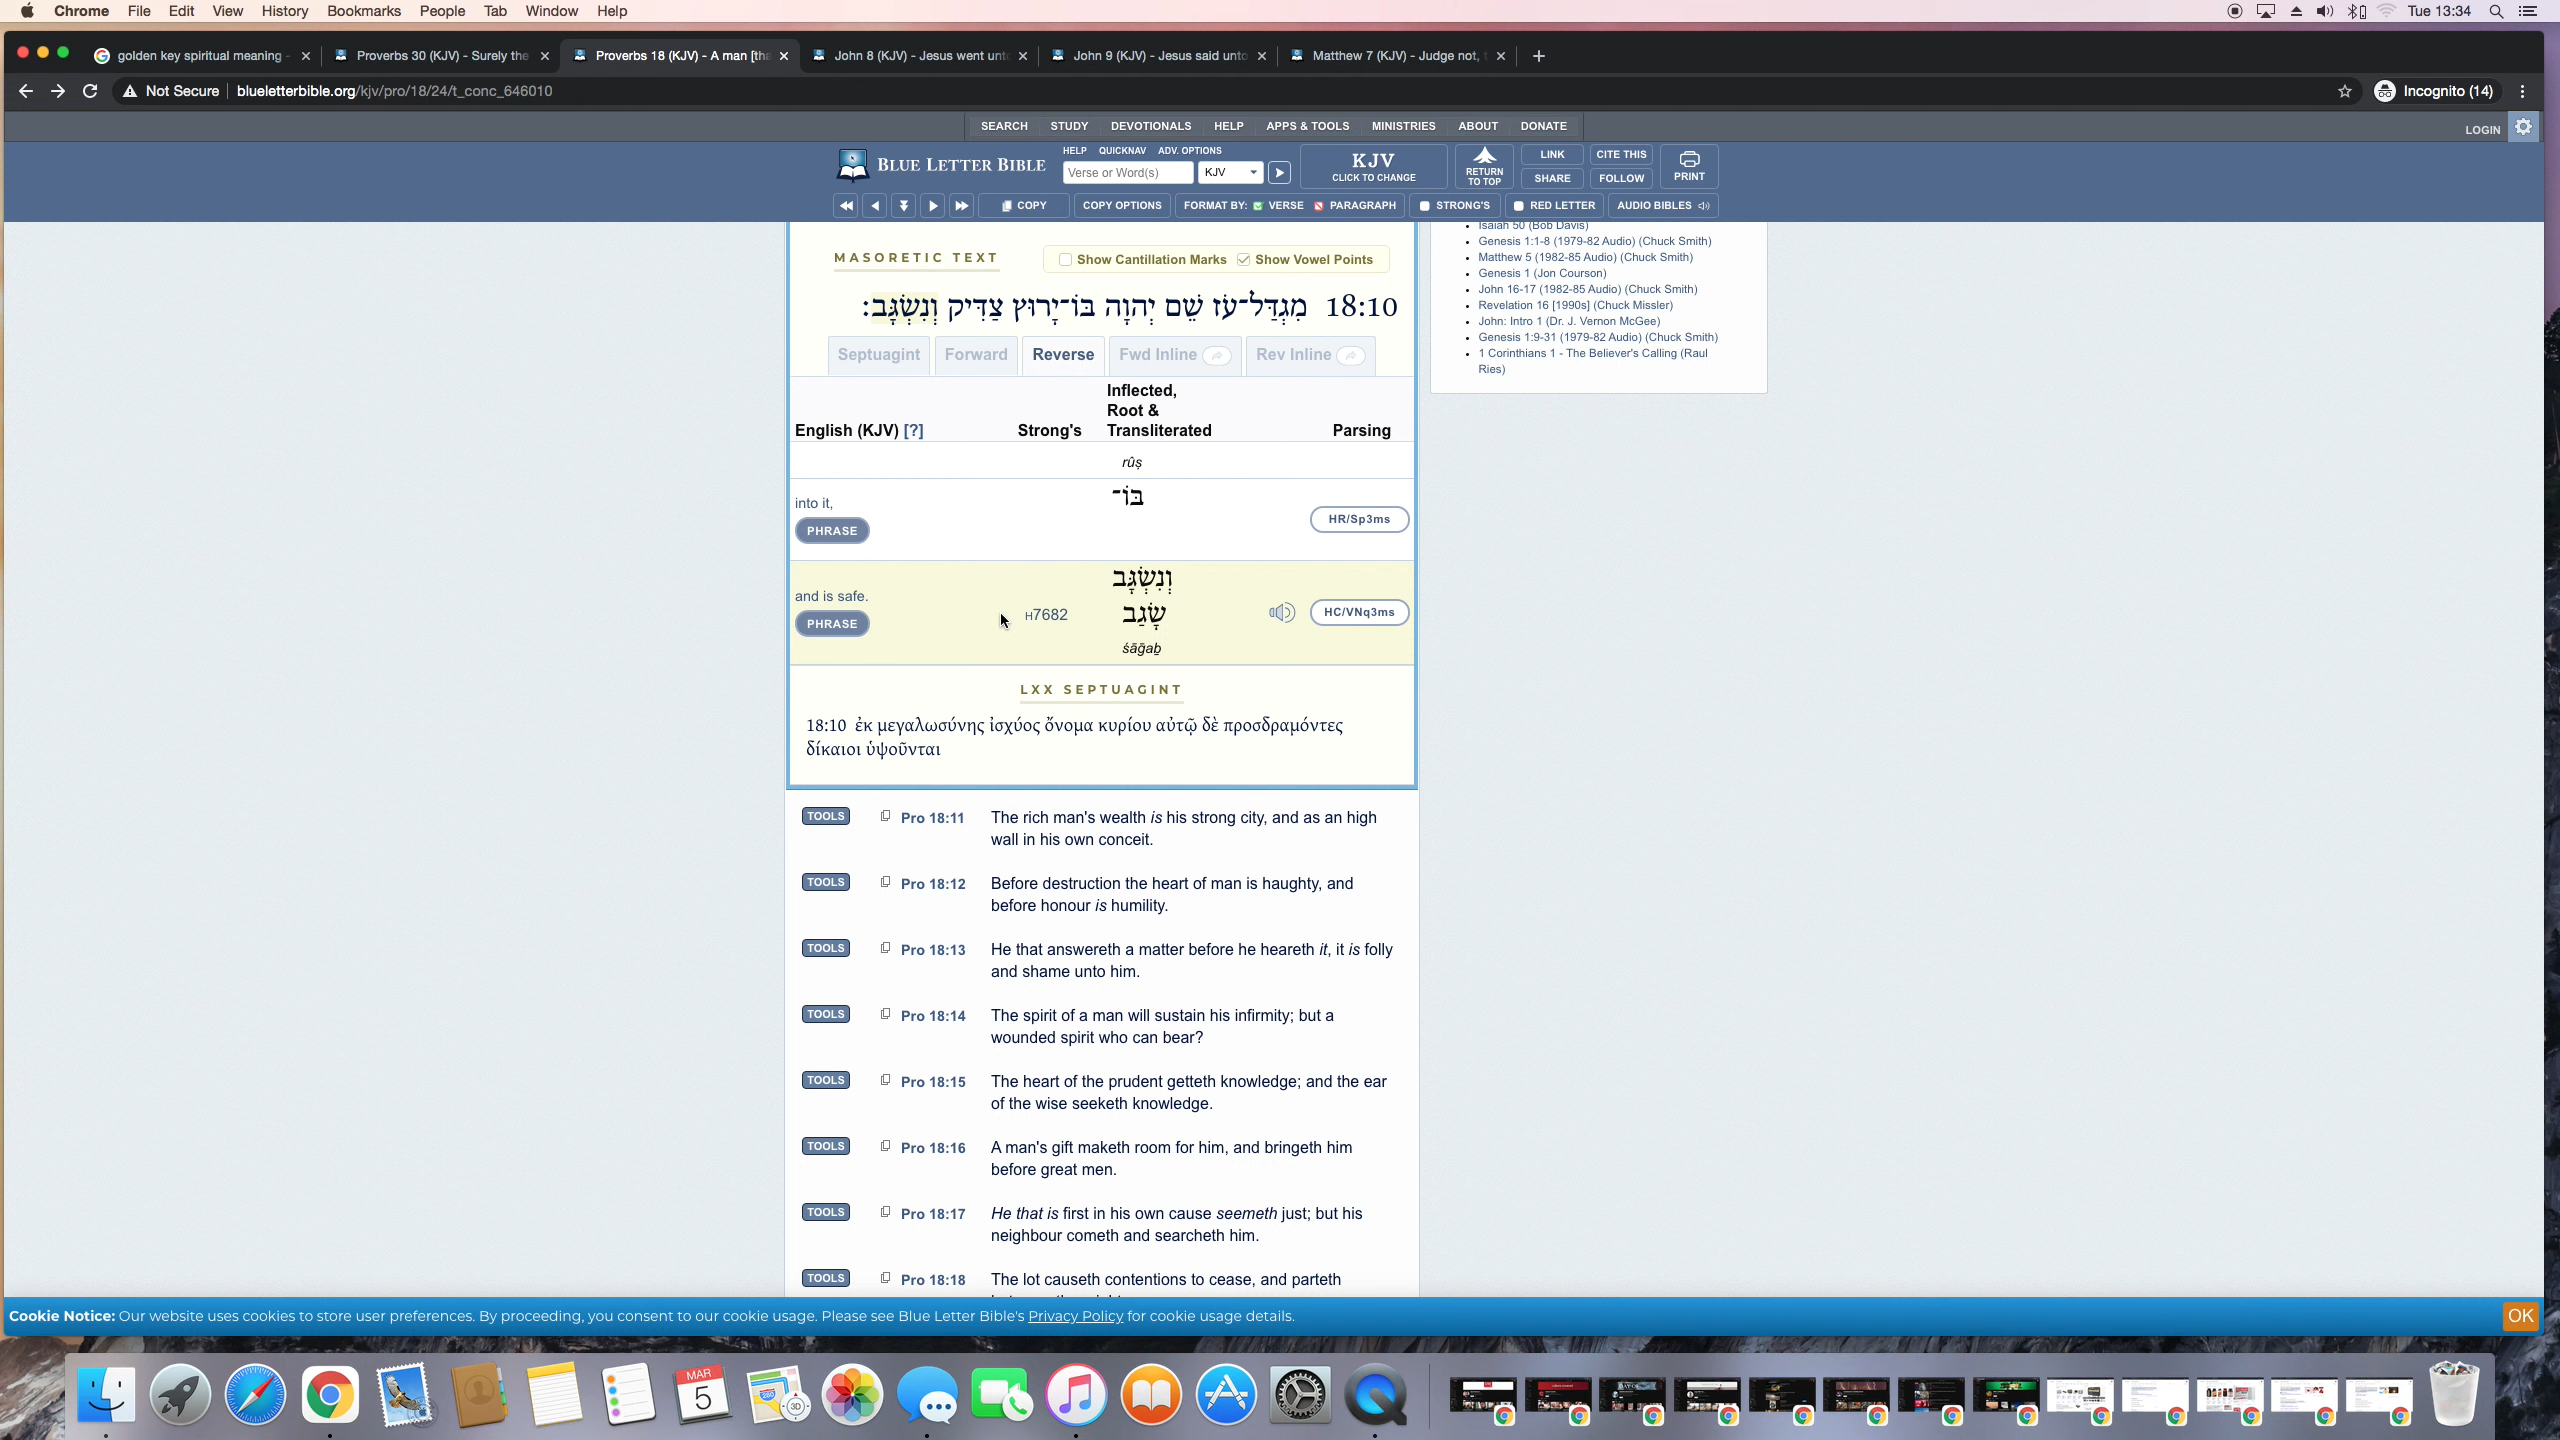 Chrome File Edit View History Bookmarks People Tab Window Help
Tue 13:34
golden key spiritual meaning -
Proverbs 30 (KJV) - Surely the
Proverbs 18 (KJV) - A man [tha
John 8 (KJV) - Jesus went unto
John 9 (KJV) - Jesus said unto
Matthew 7 (KJV) - Judge not, t
Not Secure blueletterbible.org/kjv/pro/18/24/t_conc_646010
Incognito (14)
SEARCH STUDY DEVOTIONALS HELP APPS & TOOLS MINISTRIES ABOUT DONATE
LOGIN
HELP QUICKNAV ADV. OPTIONS
BLUE LETTER BIBLE
Verse or Word(s)
KJV
KJV
CLICK TO CHANGE
RETURN
TO TOP
LINK
CITE THIS
SHARE
FOLLOW
PRINT
COPY COPY OPTIONS FORMAT BY: VERSE PARAGRAPH STRONG'S RED LETTER AUDIO BIBLES
Isaiah 50 (Bob Davis)
Genesis 1:1-8 (1979-82 Audio) (Chuck Smith)
Matthew 5 (1982-85 Audio) (Chuck Smith)
Genesis 1 (Jon Courson)
John 16-17 (1982-85 Audio) (Chuck Smith)
Revelation 16 [1990s] (Chuck Missler)
John: Intro 1 (Dr. J. Vernon McGee)
Genesis 1:9-31 (1979-82 Audio) (Chuck Smith)
1 Corinthians 1 - The Believer's Calling (Raul
Ries)
MASORETIC TEXT
Show Cantillation Marks Show Vowel Points
18:10 מִגְדַּל־עֹז שֵׁם יְהוָה בּוֹ־יָרוּץ צַדִּיק וְנִשְׂגָּב׃
Septuagint Forward Reverse Fwd Inline Rev Inline
English (KJV) [?]
Strong's
Inflected,
Root &
Transliterated
Parsing
rûṣ
into it,
PHRASE
בּוֹ־
HR/Sp3ms
and is safe.
PHRASE
H7682
וְנִשְׂגָּב
שָׂגַב
śāḡaḇ
HC/VNq3ms
LXX SEPTUAGINT
18:10 ἐκ μεγαλωσύνης ἰσχύος ὄνομα κυρίου αὐτῷ δὲ προσδραμόντες
δίκαιοι ὑψοῦνται
TOOLS Pro 18:11 The rich man's wealth is his strong city, and as an high
wall in his own conceit.
TOOLS Pro 18:12 Before destruction the heart of man is haughty, and
before honour is humility.
TOOLS Pro 18:13 He that answereth a matter before he heareth it, it is folly
and shame unto him.
TOOLS Pro 18:14 The spirit of a man will sustain his infirmity; but a
wounded spirit who can bear?
TOOLS Pro 18:15 The heart of the prudent getteth knowledge; and the ear
of the wise seeketh knowledge.
TOOLS Pro 18:16 A man's gift maketh room for him, and bringeth him
before great men.
TOOLS Pro 18:17 He that is first in his own cause seemeth just; but his
neighbour cometh and searcheth him.
TOOLS Pro 18:18 The lot causeth contentions to cease, and parteth
Cookie Notice: Our website uses cookies to store user preferences. By proceeding, you consent to our cookie usage. Please see Blue Letter Bible's Privacy Policy for cookie usage details.
OK
MAR
5
3D